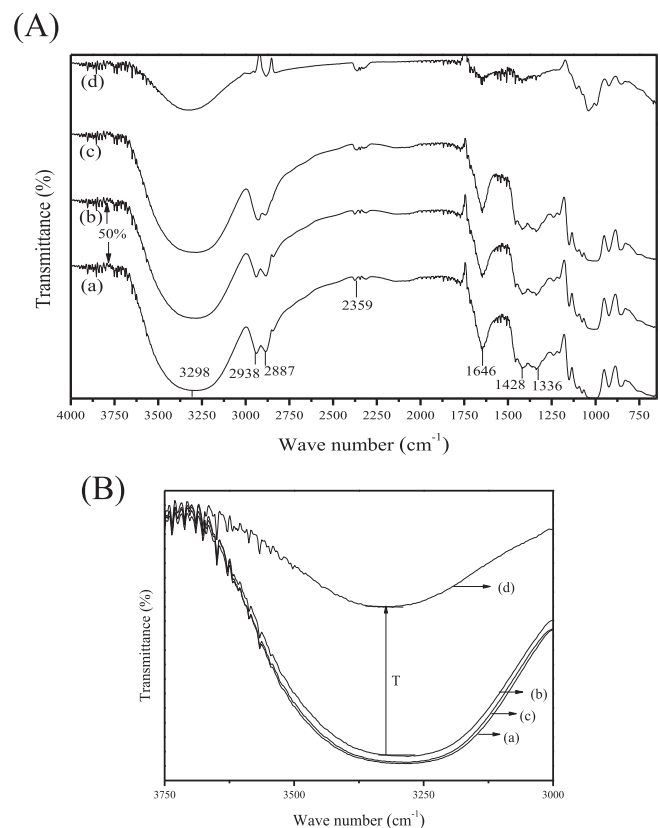 (A)
(d)
(c)
(b)
50%
(a)
3298
2938
2887
2359
1646
1428
1336
4000 3750 3500 3250 3000 2750 2500 2250 2000 1750 1500 1250 1000 750
Transmittance (%)
Wave number (cm-1)
(B)
(d)
T
(b)
(c)
(a)
3750 3500 3250 3000
Transmittance (%)
Wave number (cm-1)